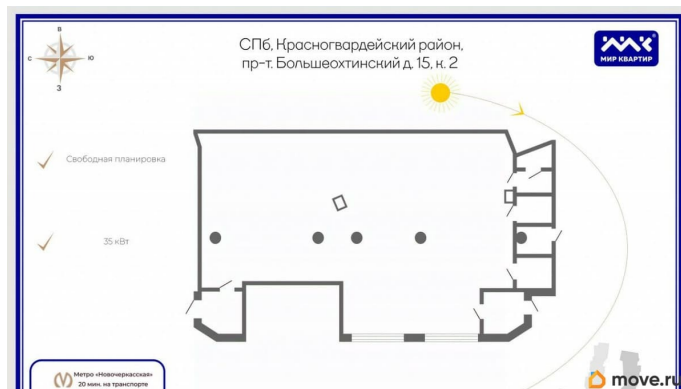 В
С
Ю
З
СПб, Красногвардейский район,
пр-т. Большеохтинский д. 15, к. 2
МИР КВАРТИР
Свободная планировка
35 кВт
Метро «Новочеркасская»
20 мин. на транспорте
move.ru